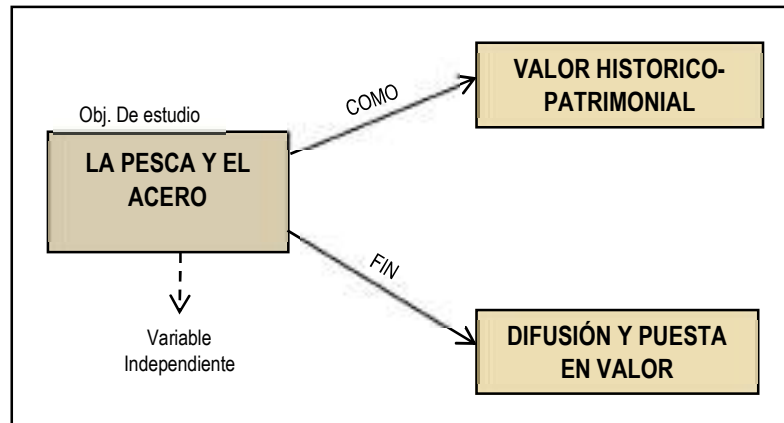 Obj. De estudio
LA PESCA Y EL
ACERO
COMO
VALOR HISTORICO-
PATRIMONIAL
FIN
Variable
Independiente
DIFUSIÓN Y PUESTA
EN VALOR